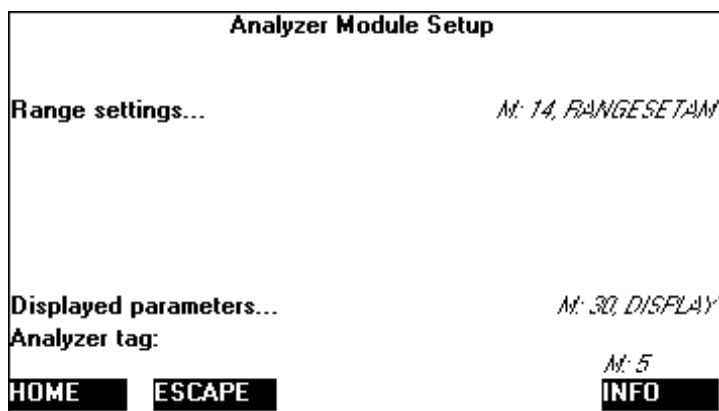 Analyzer Module Setup
Range settings... M: 14, RANGESETAM
Displayed parameters... M: 30, DISPLAY
Analyzer tag:
M: 5
HOME ESCAPE INFO